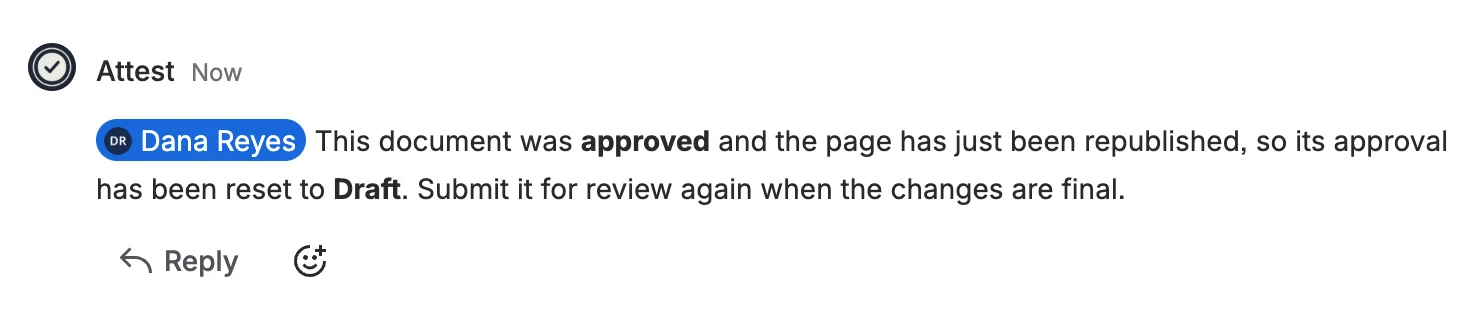 Attest Now
DR Dana Reyes This document was approved and the page has just been republished, so its approval
has been reset to Draft. Submit it for review again when the changes are final.
Reply